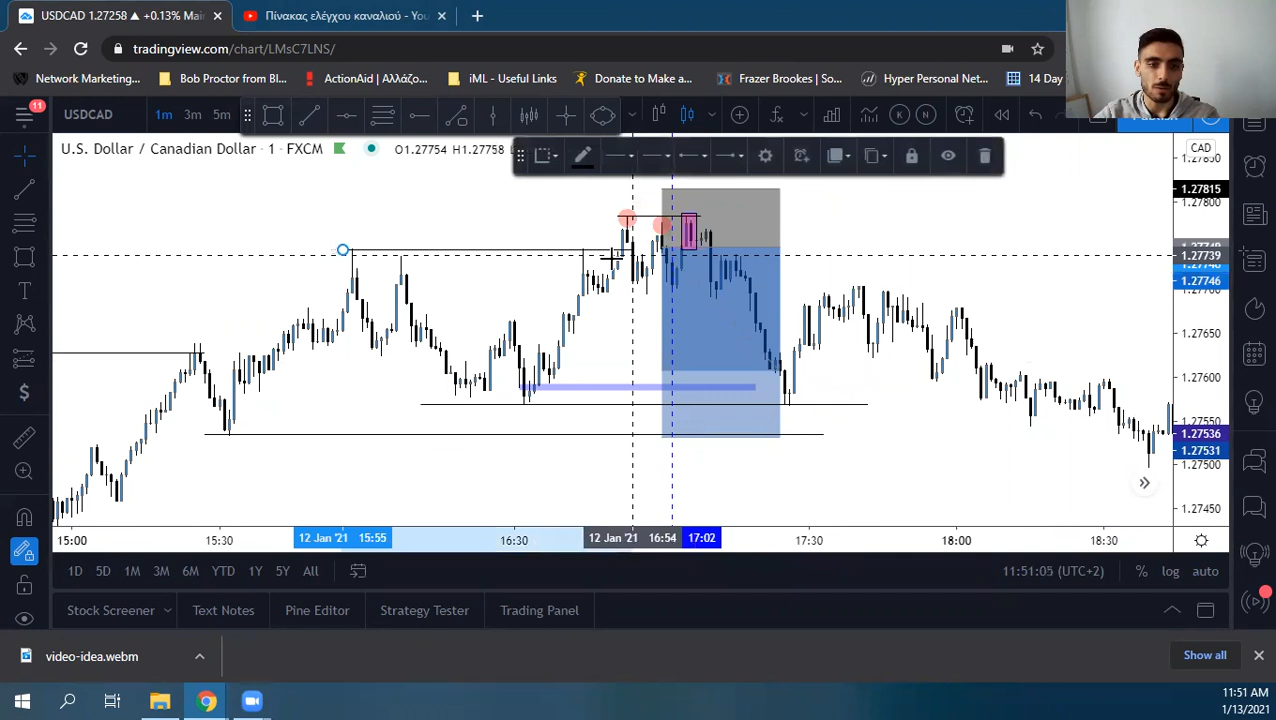 USDCAD 1.27258 ▲ +0.13% Mai
Πίνακας ελέγχου καναλιού - You
tradingview.com/chart/LMsC7LNS/
Network Marketing...
Bob Proctor from Bl...
ActionAid | Αλλάζο...
iML - Useful Links
Donate to Make a...
Frazer Brookes | So...
Hyper Personal Net...
14 Day
11
USDCAD
1m
3m
5m
U.S. Dollar / Canadian Dollar · 1 · FXCM
O1.27754 H1.27758
CAD
1.27815
1.27800
1.27739
1.27746
1.27650
1.27600
1.27550
1.27536
1.27531
1.27500
1.27450
15:00
15:30
12 Jan '21 15:55
16:30
12 Jan '21 16:54
17:02
17:30
18:00
18:30
1D
5D
1M
3M
6M
YTD
1Y
5Y
All
11:51:05 (UTC+2)
%
log
auto
Stock Screener
Text Notes
Pine Editor
Strategy Tester
Trading Panel
video-idea.webm
Show all
11:51 AM
1/13/2021